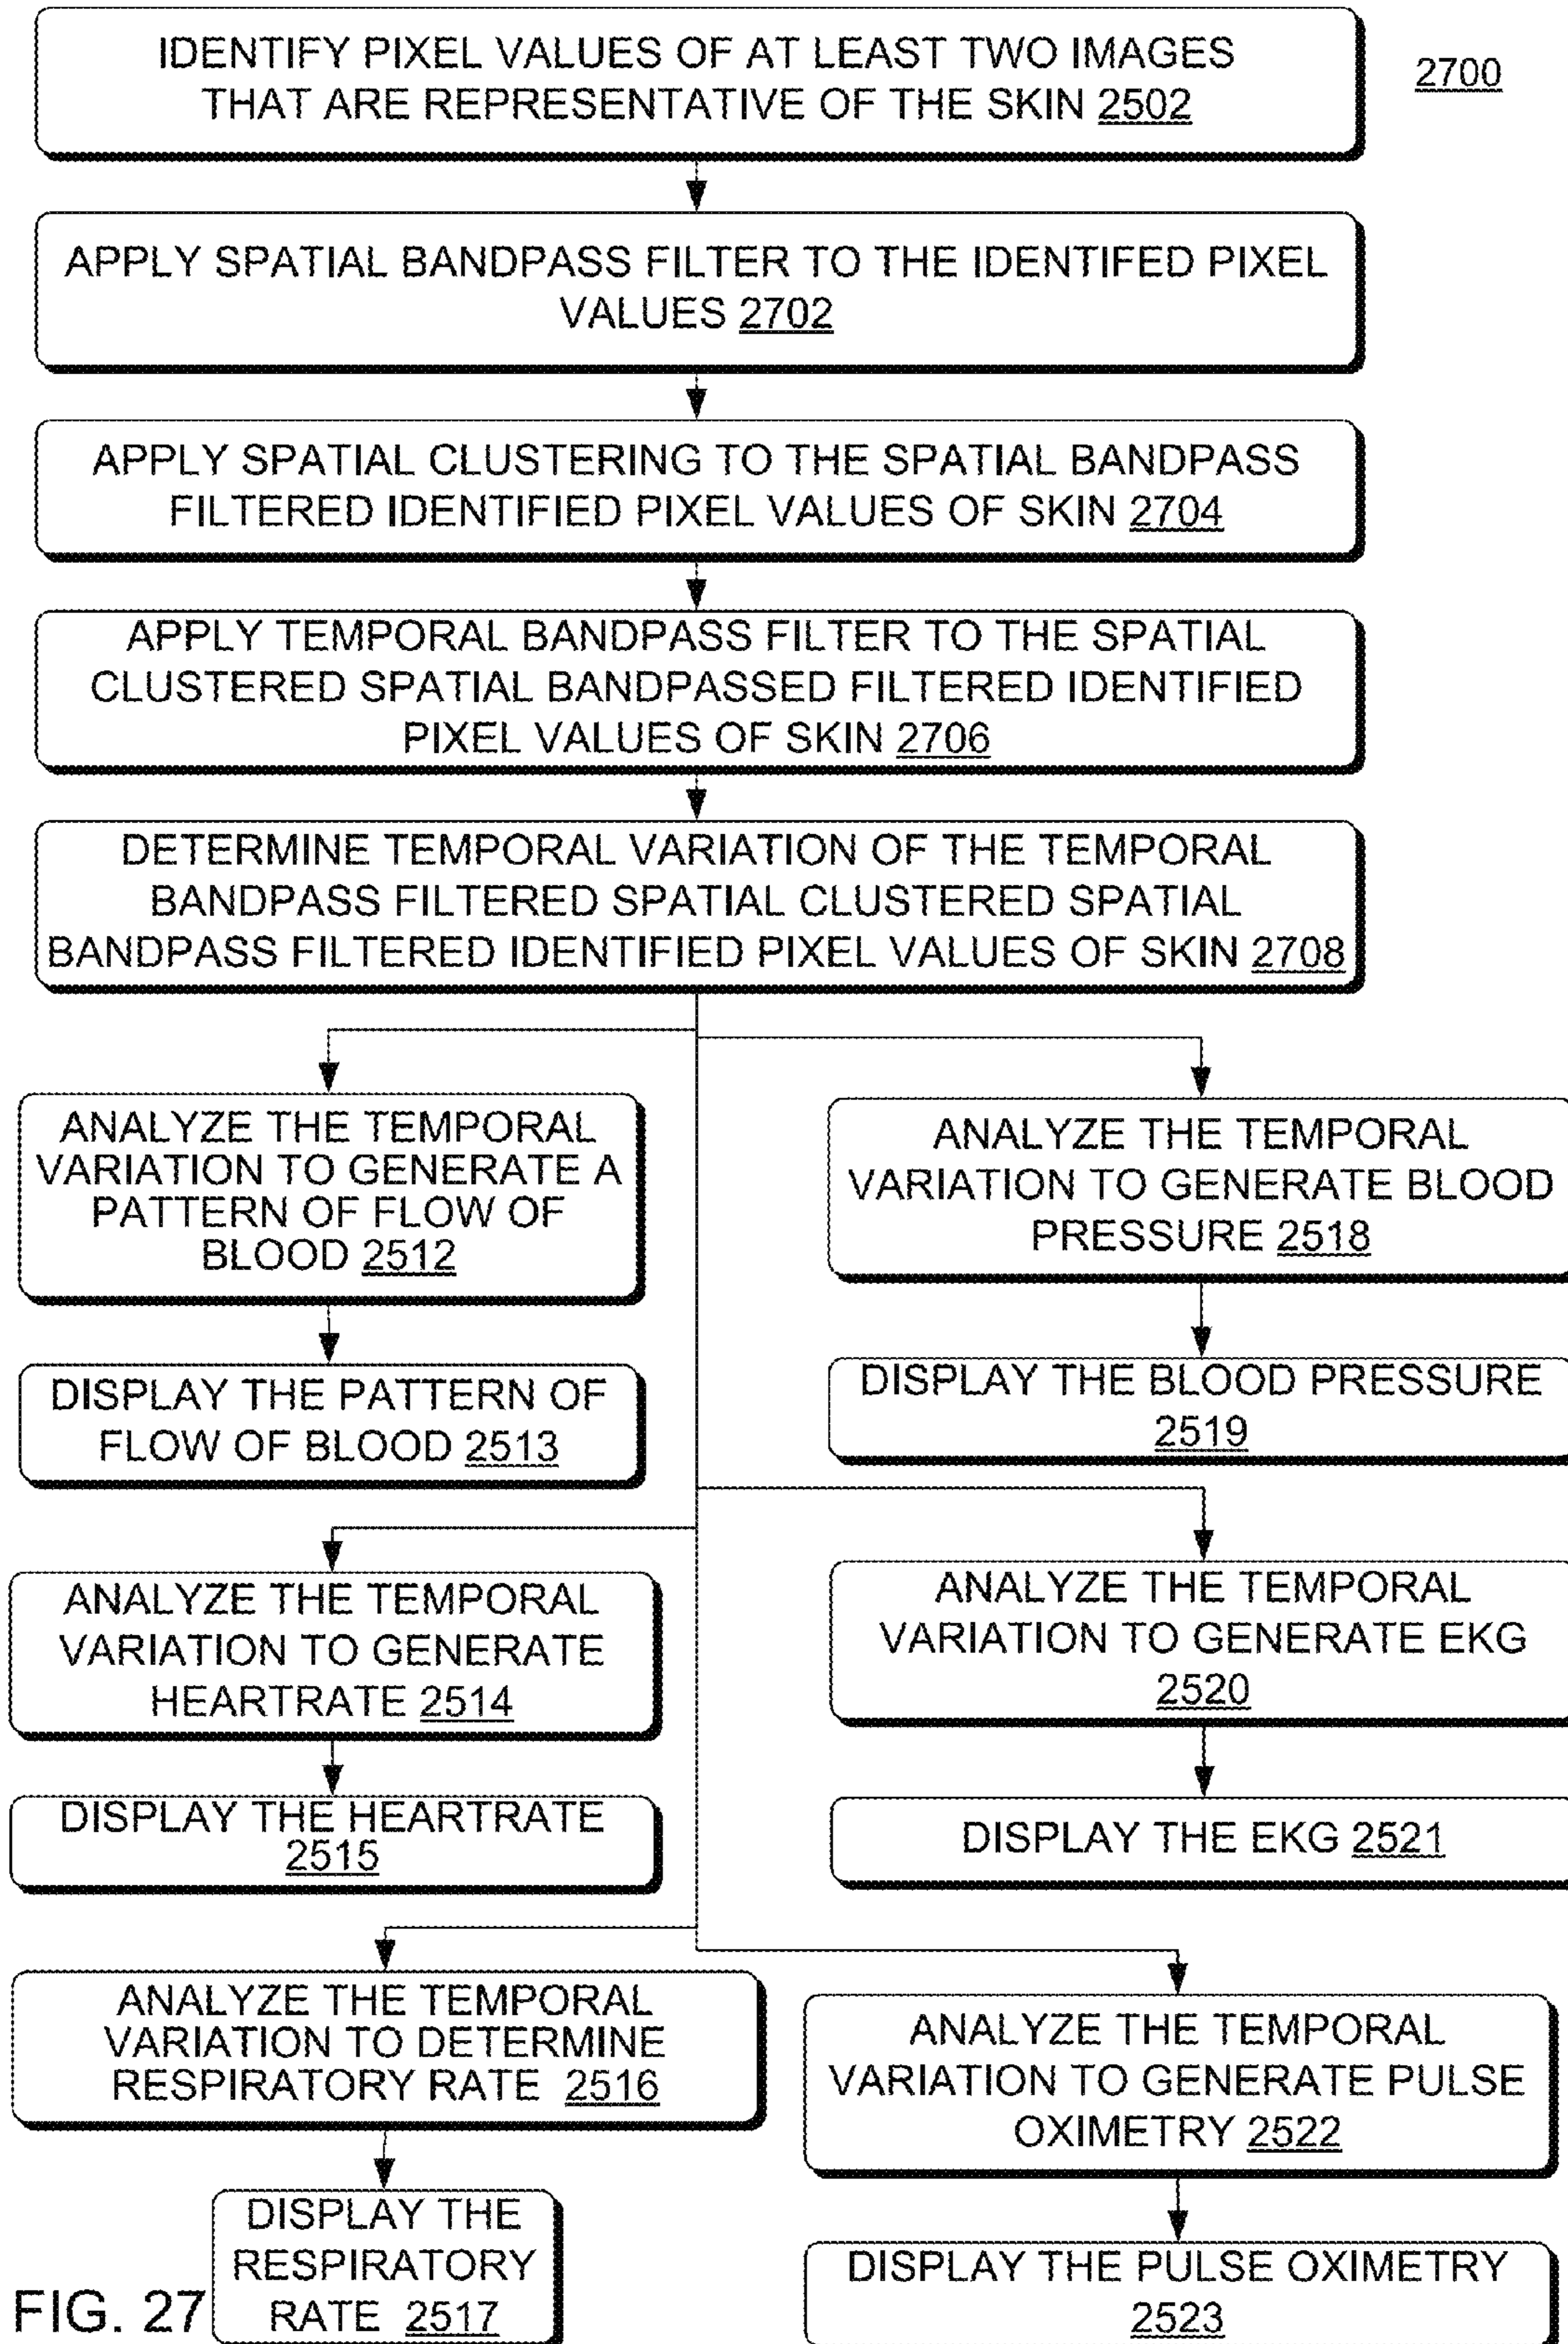 IDENTIFY PIXEL VALUES OF AT LEAST TWO IMAGES
THAT ARE REPRESENTATIVE OF THE SKIN 2502
2700
APPLY SPATIAL BANDPASS FILTER TO THE IDENTIFED PIXEL
VALUES 2702
APPLY SPATIAL CLUSTERING TO THE SPATIAL BANDPASS
FILTERED IDENTIFIED PIXEL VALUES OF SKIN 2704
APPLY TEMPORAL BANDPASS FILTER TO THE SPATIAL
CLUSTERED SPATIAL BANDPASSED FILTERED IDENTIFIED
PIXEL VALUES OF SKIN 2706
DETERMINE TEMPORAL VARIATION OF THE TEMPORAL
BANDPASS FILTERED SPATIAL CLUSTERED SPATIAL
BANDPASS FILTERED IDENTIFIED PIXEL VALUES OF SKIN 2708
ANALYZE THE TEMPORAL
VARIATION TO GENERATE A
PATTERN OF FLOW OF
BLOOD 2512
ANALYZE THE TEMPORAL
VARIATION TO GENERATE BLOOD
PRESSURE 2518
DISPLAY THE PATTERN OF
FLOW OF BLOOD 2513
DISPLAY THE BLOOD PRESSURE
2519
ANALYZE THE TEMPORAL
VARIATION TO GENERATE
HEARTRATE 2514
ANALYZE THE TEMPORAL
VARIATION TO GENERATE EKG
2520
DISPLAY THE HEARTRATE
2515
DISPLAY THE EKG 2521
ANALYZE THE TEMPORAL
VARIATION TO DETERMINE
RESPIRATORY RATE 2516
ANALYZE THE TEMPORAL
VARIATION TO GENERATE PULSE
OXIMETRY 2522
DISPLAY THE
RESPIRATORY
RATE 2517
DISPLAY THE PULSE OXIMETRY
2523
FIG. 27